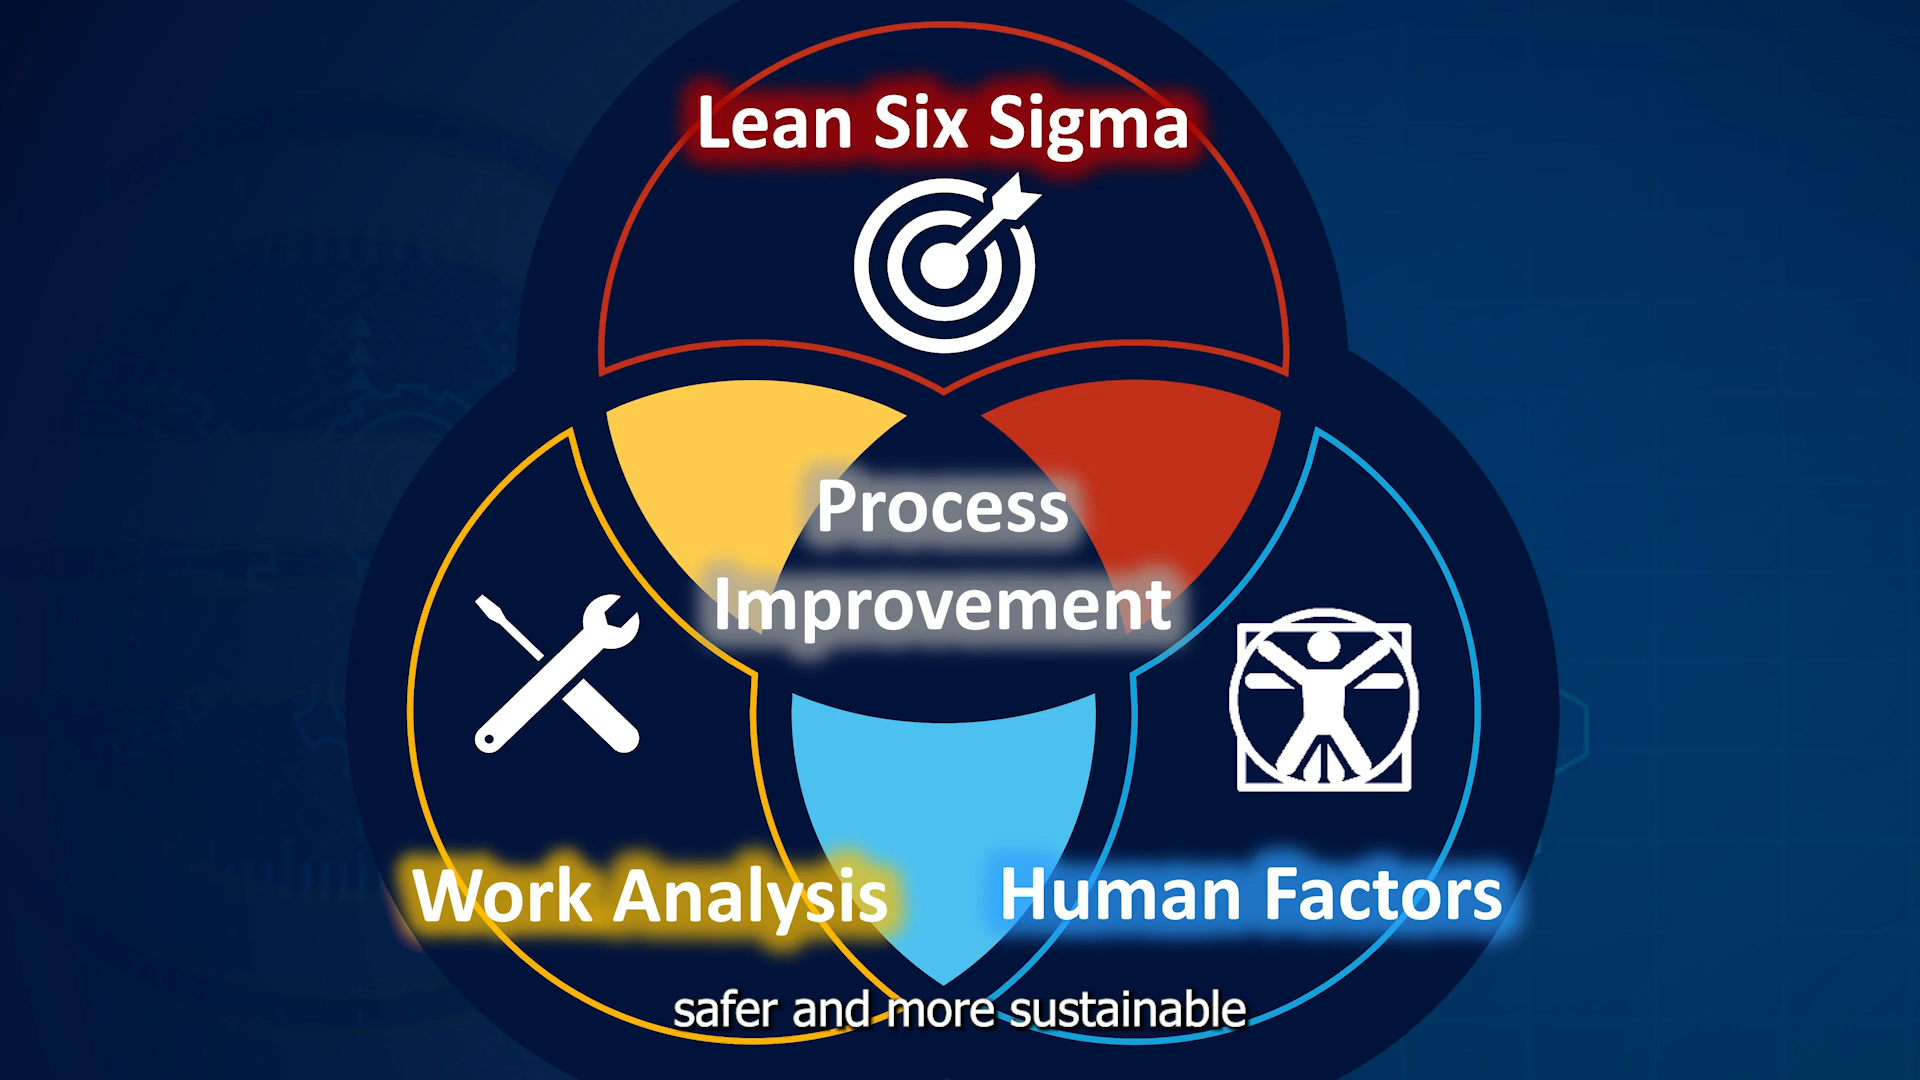 Lean Six Sigma
Process
Improvement
Work Analysis
Human Factors
safer and more sustainable